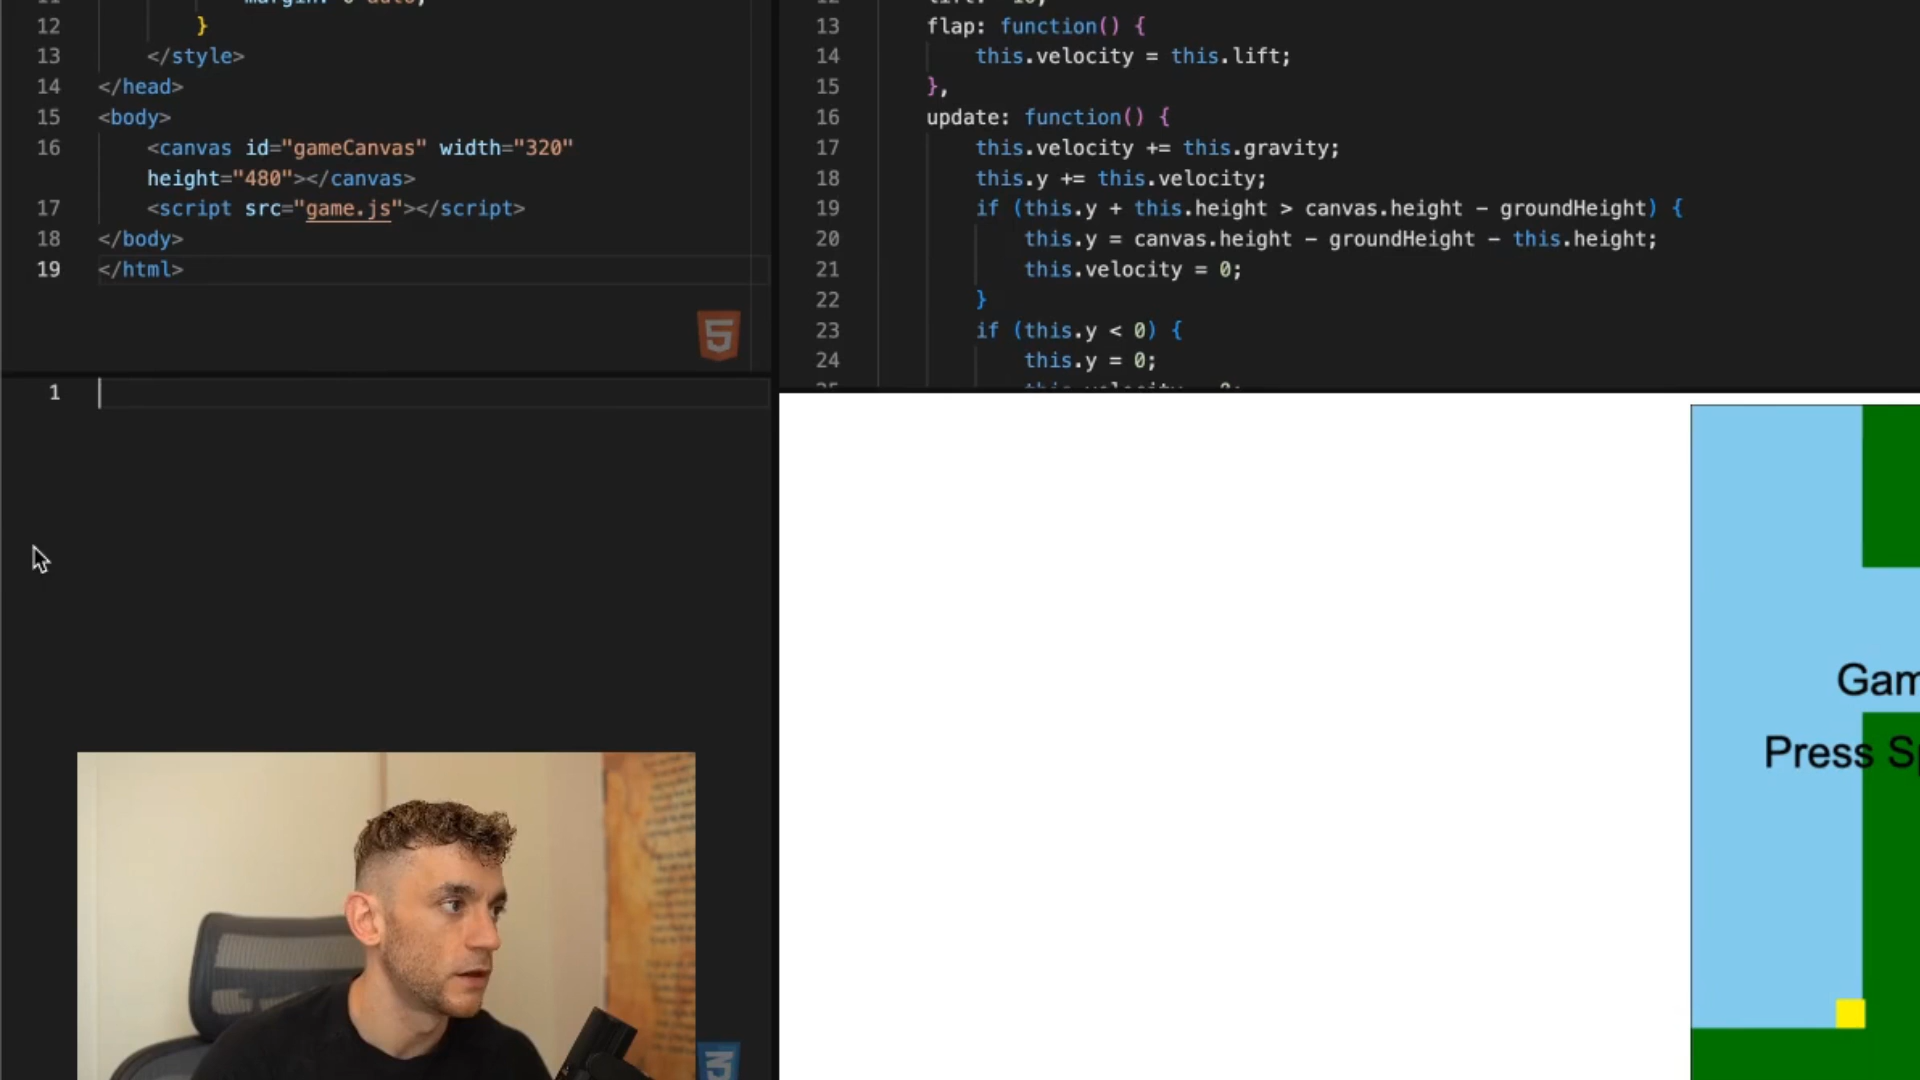 12 }
13 </style>
14 </head>
15 <body>
16 <canvas id="gameCanvas" width="320"
height="480"></canvas>
17 <script src="game.js"></script>
18 </body>
19 </html>
1
13 flap: function() {
14 this.velocity = this.lift;
15 },
16 update: function() {
17 this.velocity += this.gravity;
18 this.y += this.velocity;
19 if (this.y + this.height > canvas.height - groundHeight) {
20 this.y = canvas.height - groundHeight - this.height;
21 this.velocity = 0;
22 }
23 if (this.y < 0) {
24 this.y = 0;
Gam
Press Sp